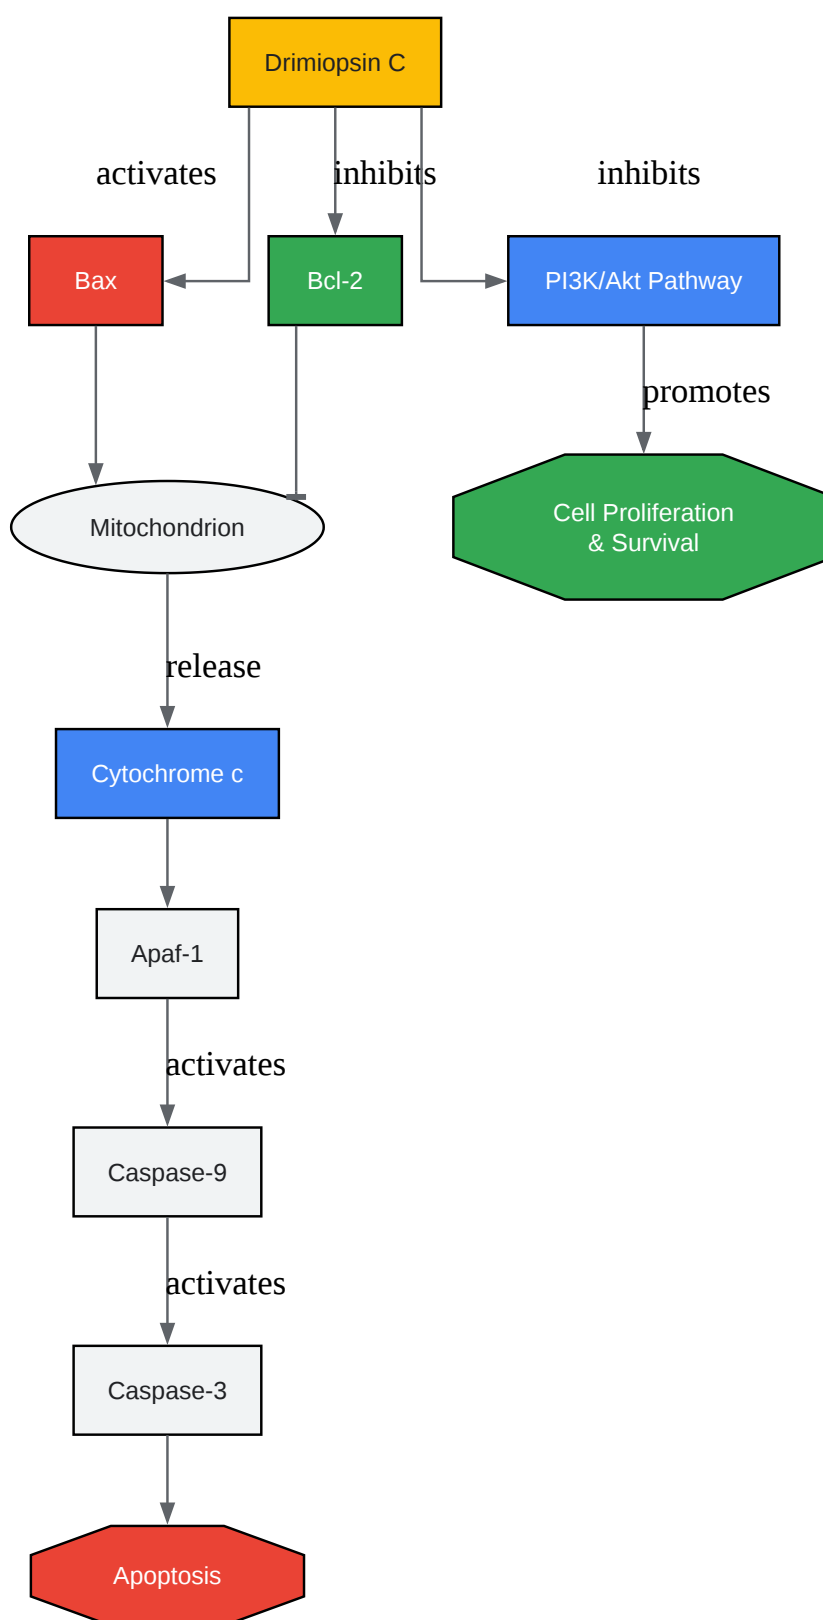 Drimiopsin C
activates
inhibits
inhibits
Bax
Bcl-2
PI3K/Akt Pathway
promotes
Cell Proliferation
& Survival
Mitochondrion
release
Cytochrome c
Apaf-1
activates
Caspase-9
activates
Caspase-3
Apoptosis